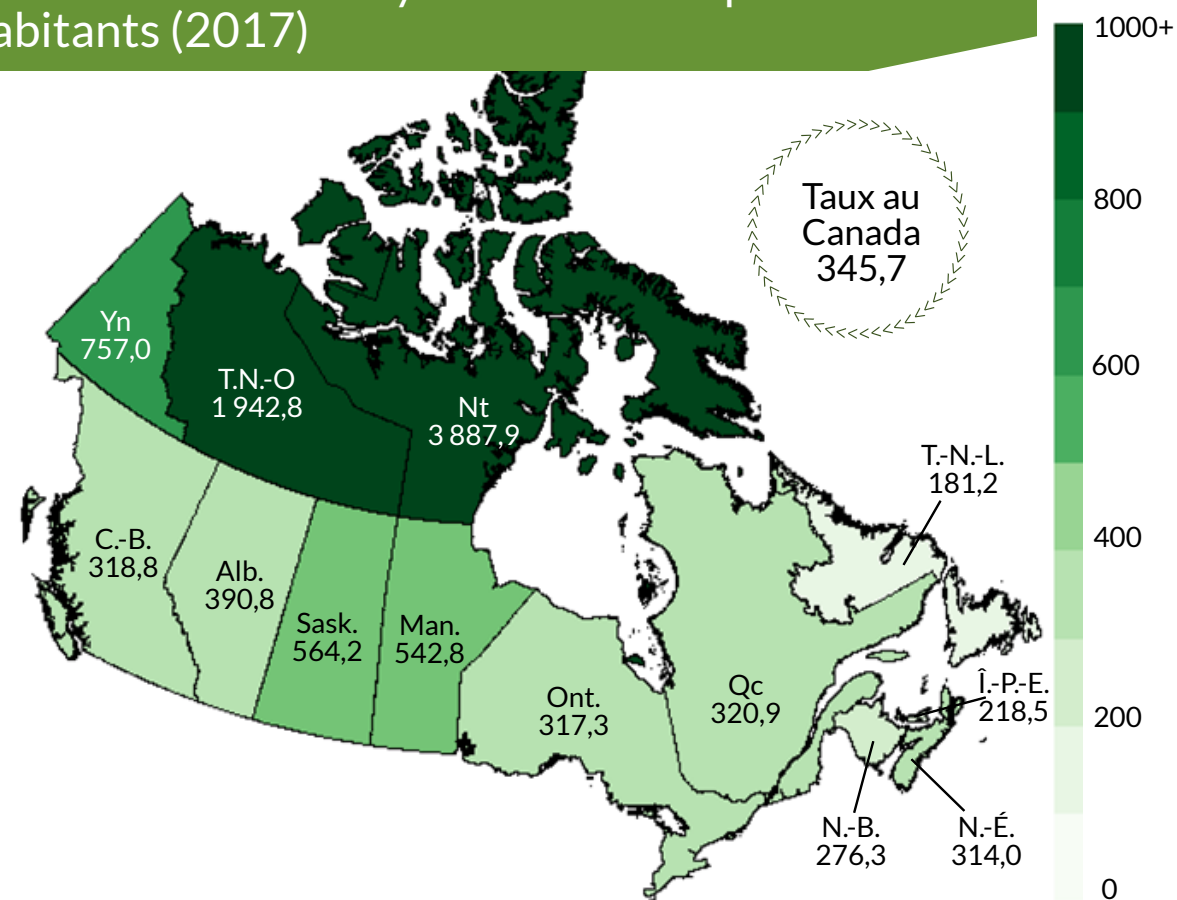 abitants (2017)
1000+
800
600
400
200
0
Taux au
Canada
345,7
Yn
757,0
T.N.-O
1 942,8
Nt
3 887,9
T.-N.-L.
181,2
C.-B.
318,8
Alb.
390,8
Sask.
564,2
Man.
542,8
Ont.
317,3
Qc
320,9
Î.-P.-E.
218,5
N.-B.
276,3
N.-É.
314,0